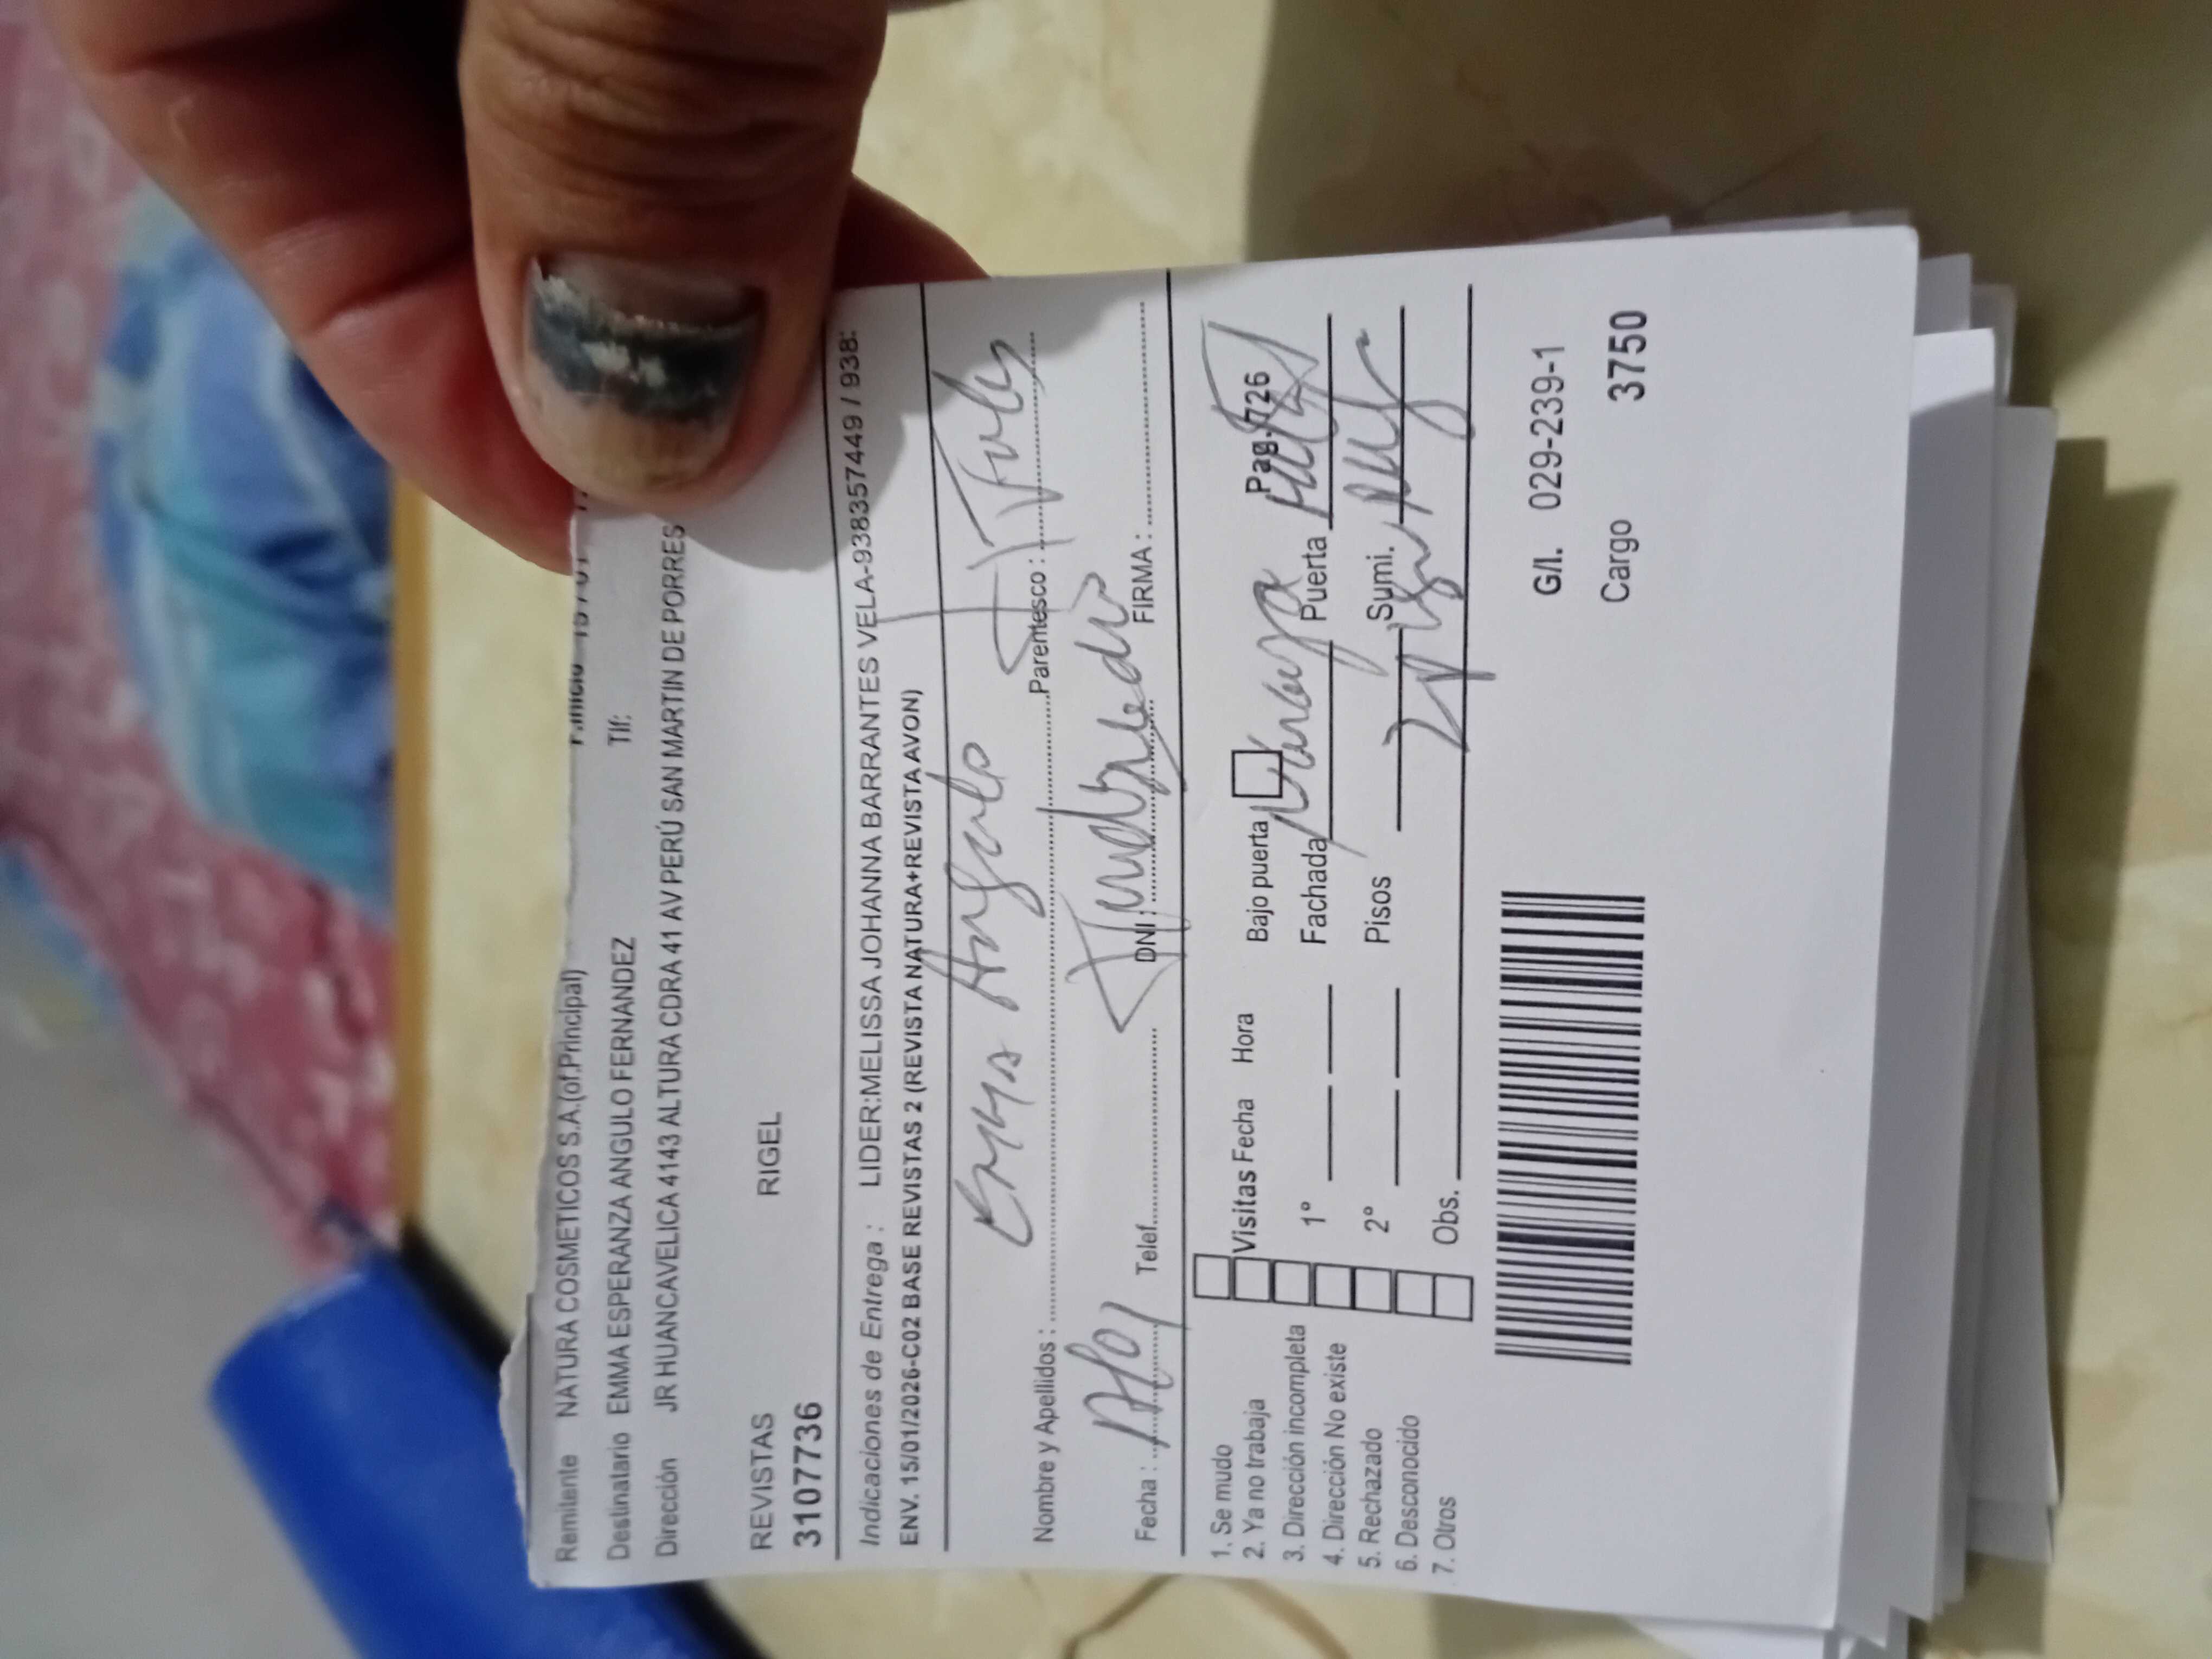 Remitente NATURA COSMETICOS S.A.(of.Principal)
Destinatario EMMA ESPERANZA ANGULO FERNANDEZ Tlf:
Dirección JR HUANCAVELICA 4143 ALTURA CDRA 41 AV PERÚ SAN MARTIN DE PORRES
REVISTAS RIGEL
3107736
Indicaciones de Entrega : LIDER:MELISSA JOHANNA BARRANTES VELA-938357449 / 938:
ENV. 15/01/2026-C02 BASE REVISTAS 2 (REVISTA NATURA+REVISTA AVON)
Emma Angulo
Nombre y Apellidos : Parentesco :
Fecha : Telef. DNI : FIRMA :
1. Se mudo
2. Ya no trabaja
3. Dirección incompleta
4. Dirección No existe
5. Rechazado
6. Desconocido
7. Otros
Visitas Fecha Hora
1°
2°
Obs.
Bajo puerta Pag-726
Fachada Puerta
Pisos Sumi.
G/I. 029-239-1
Cargo 3750